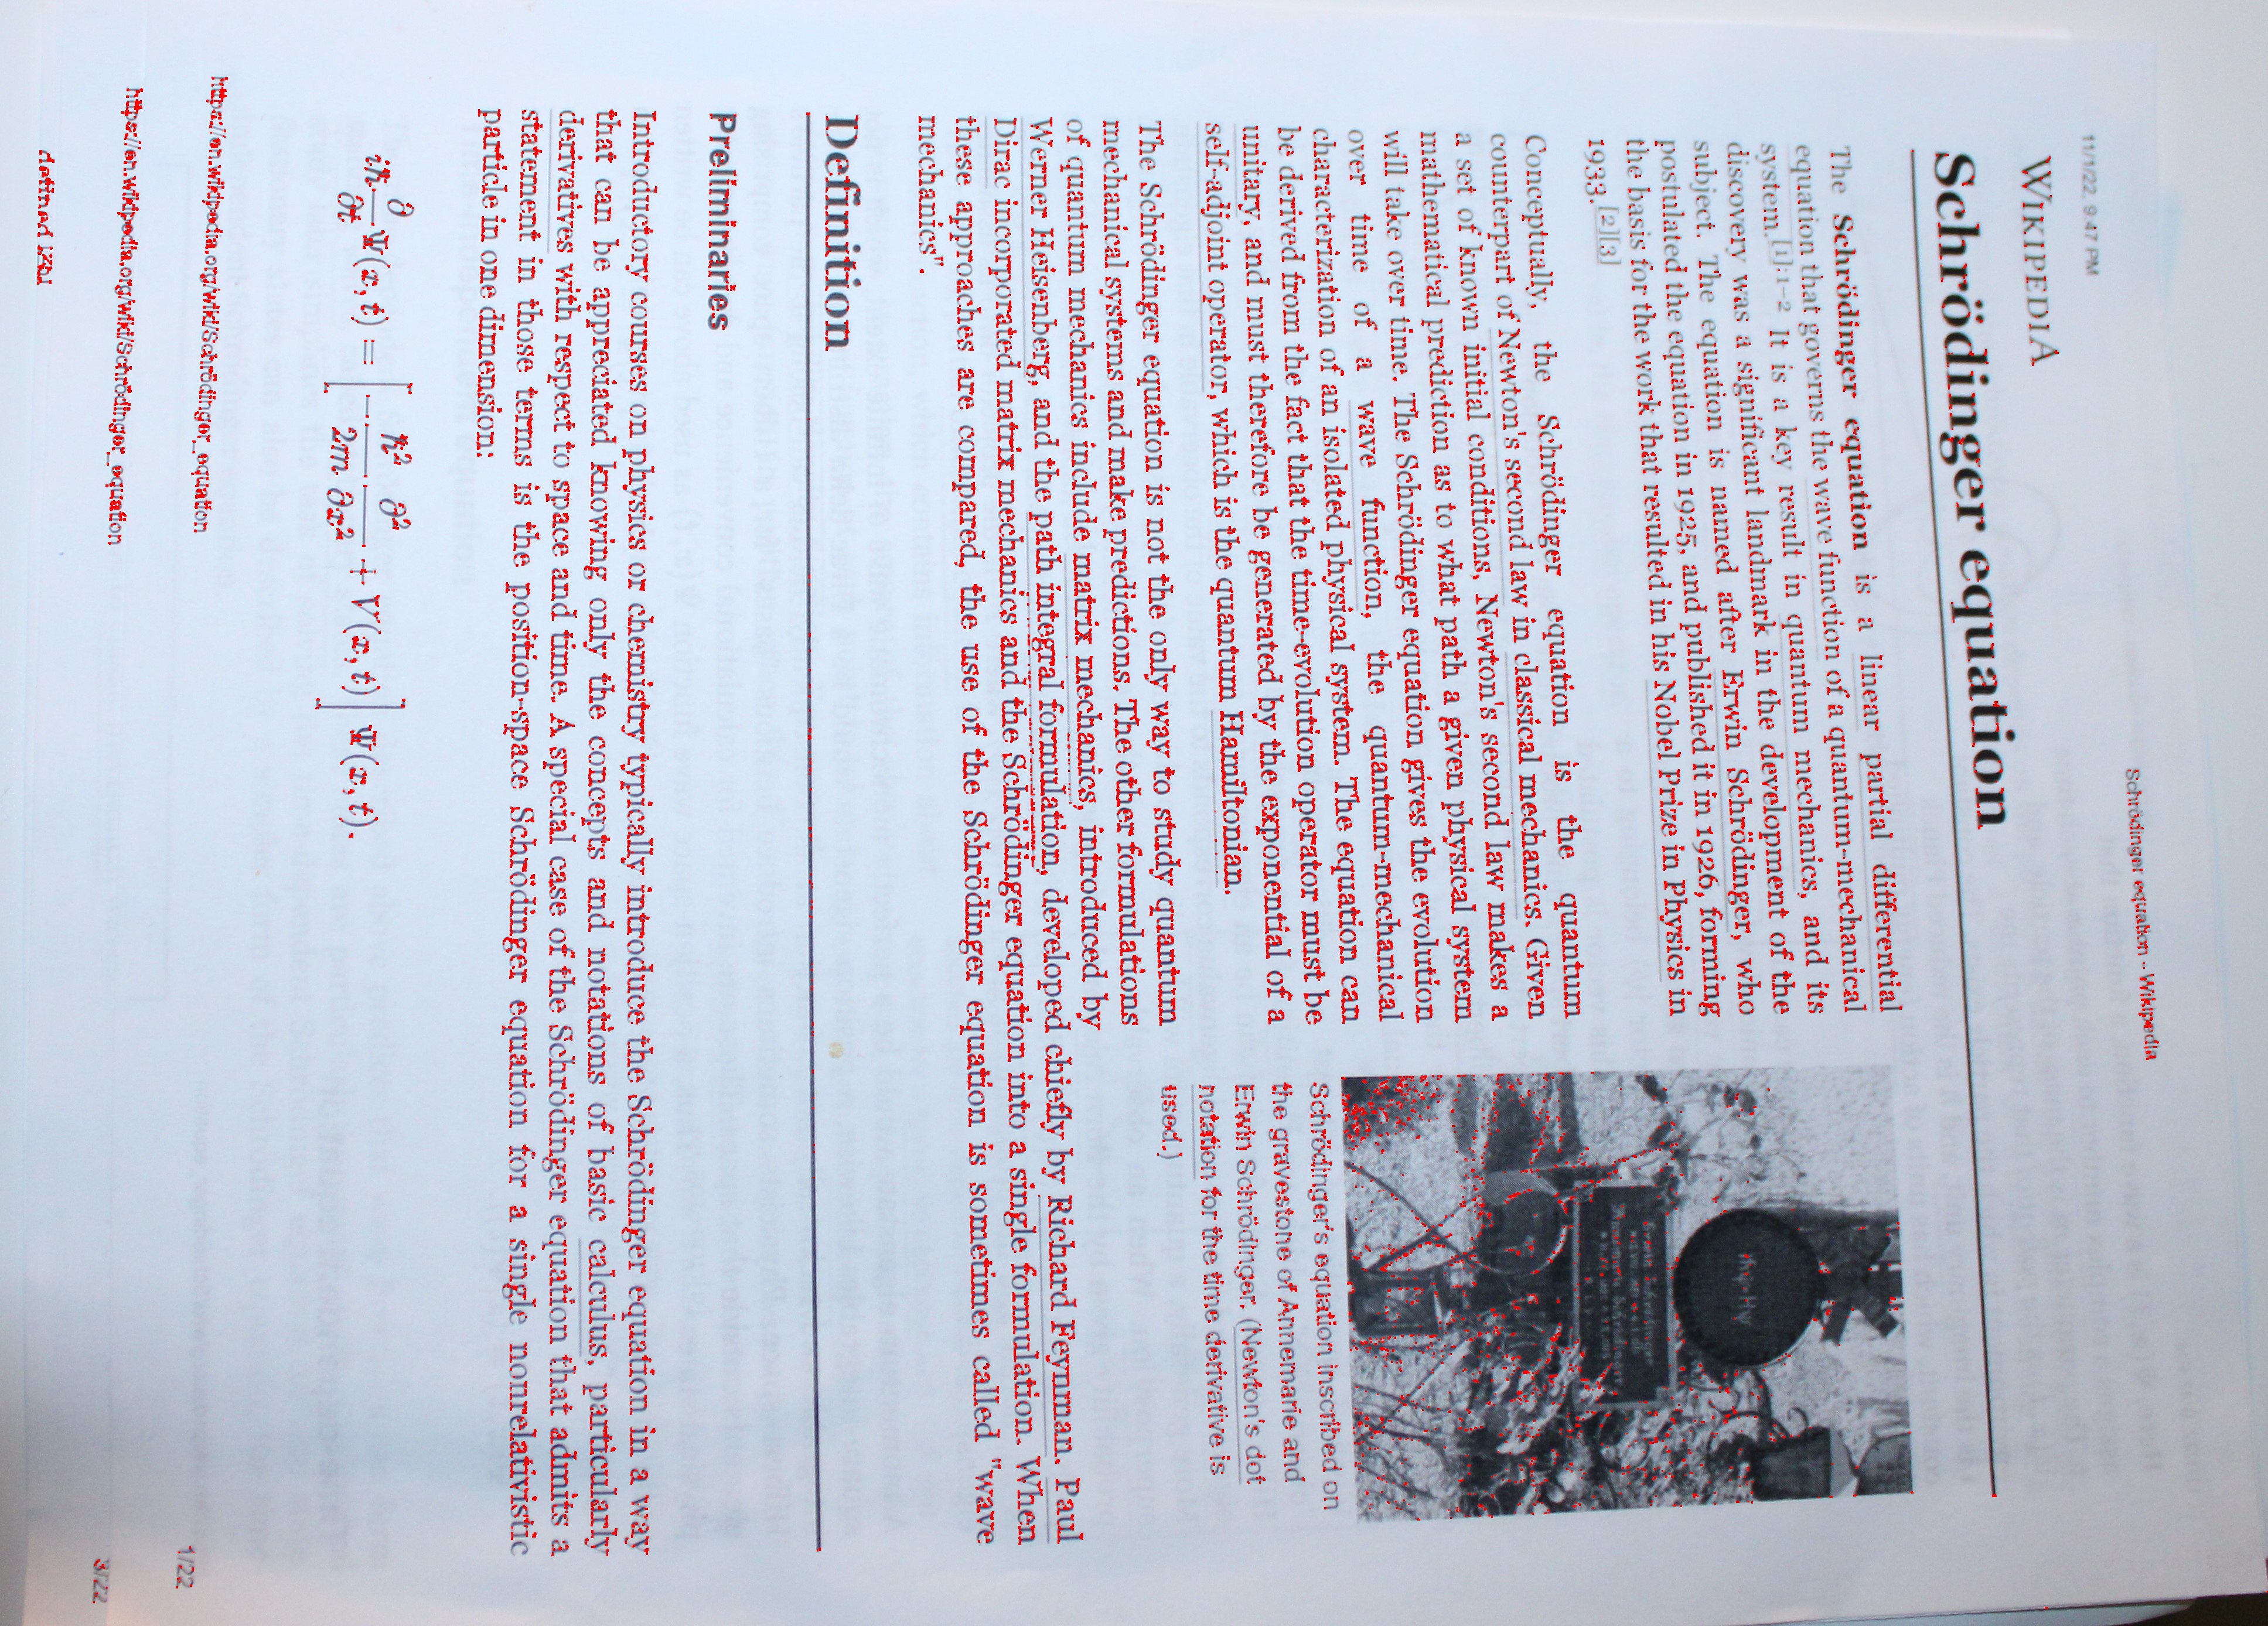 11/1/22, 9:47 PM
Schrödinger equation - Wikipedia
WIKIPEDIA
Schrödinger equation
The Schrödinger equation is a linear partial differential
equation that governs the wave function of a quantum-mechanical
system.[1]:1–2 It is a key result in quantum mechanics, and its
discovery was a significant landmark in the development of the
subject. The equation is named after Erwin Schrödinger, who
postulated the equation in 1925, and published it in 1926, forming
the basis for the work that resulted in his Nobel Prize in Physics in
1933.[2][3]
Conceptually, the Schrödinger equation is the quantum
counterpart of Newton's second law in classical mechanics. Given
a set of known initial conditions, Newton's second law makes a
mathematical prediction as to what path a given physical system
will take over time. The Schrödinger equation gives the evolution
over time of a wave function, the quantum-mechanical
characterization of an isolated physical system. The equation can
be derived from the fact that the time-evolution operator must be
unitary, and must therefore be generated by the exponential of a
self-adjoint operator, which is the quantum Hamiltonian.
Schrödinger's equation inscribed on
the gravestone of Annemarie and
Erwin Schrödinger. (Newton's dot
notation for the time derivative is
used.)
The Schrödinger equation is not the only way to study quantum
mechanical systems and make predictions. The other formulations
of quantum mechanics include matrix mechanics, introduced by
Werner Heisenberg, and the path integral formulation, developed chiefly by Richard Feynman. Paul
Dirac incorporated matrix mechanics and the Schrödinger equation into a single formulation. When
these approaches are compared, the use of the Schrödinger equation is sometimes called "wave
mechanics".
Definition
Preliminaries
Introductory courses on physics or chemistry typically introduce the Schrödinger equation in a way
that can be appreciated knowing only the concepts and notations of basic calculus, particularly
derivatives with respect to space and time. A special case of the Schrödinger equation that admits a
statement in those terms is the position-space Schrödinger equation for a single nonrelativistic
particle in one dimension:
iħ ∂/∂t Ψ(x, t) = [−ħ²/2m ∂²/∂x² + V(x, t)] Ψ(x, t).
https://en.wikipedia.org/wiki/Schrödinger_equation 1/22
https://en.wikipedia.org/wiki/Schrödinger_equation 3/22